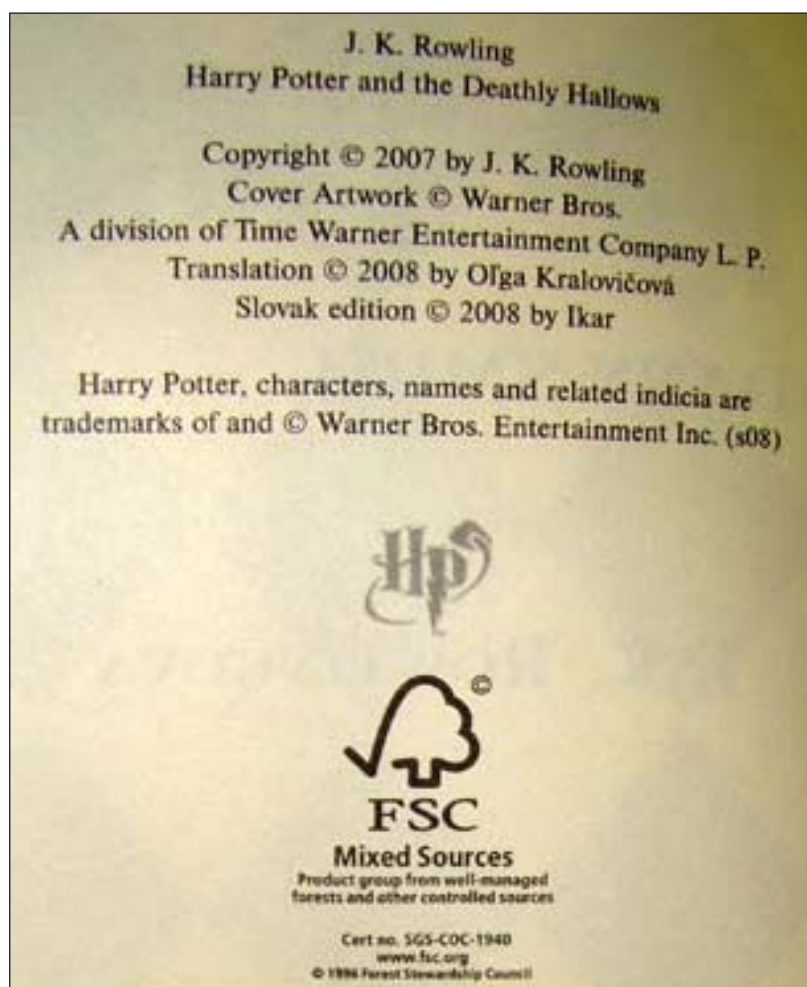 J. K. Rowling
Harry Potter and the Deathly Hallows
Copyright © 2007 by J. K. Rowling
Cover Artwork © Warner Bros.
A division of Time Warner Entertainment Company L. P.
Translation © 2008 by Oľga Kralovičová
Slovak edition © 2008 by Ikar
Harry Potter, characters, names and related indicia are
trademarks of and © Warner Bros. Entertainment Inc. (s08)
HP
©
FSC
Mixed Sources
Product group from well-managed
forests and other controlled sources
Cert no. SGS-COC-1940
www.fsc.org
© 1996 Forest Stewardship Council